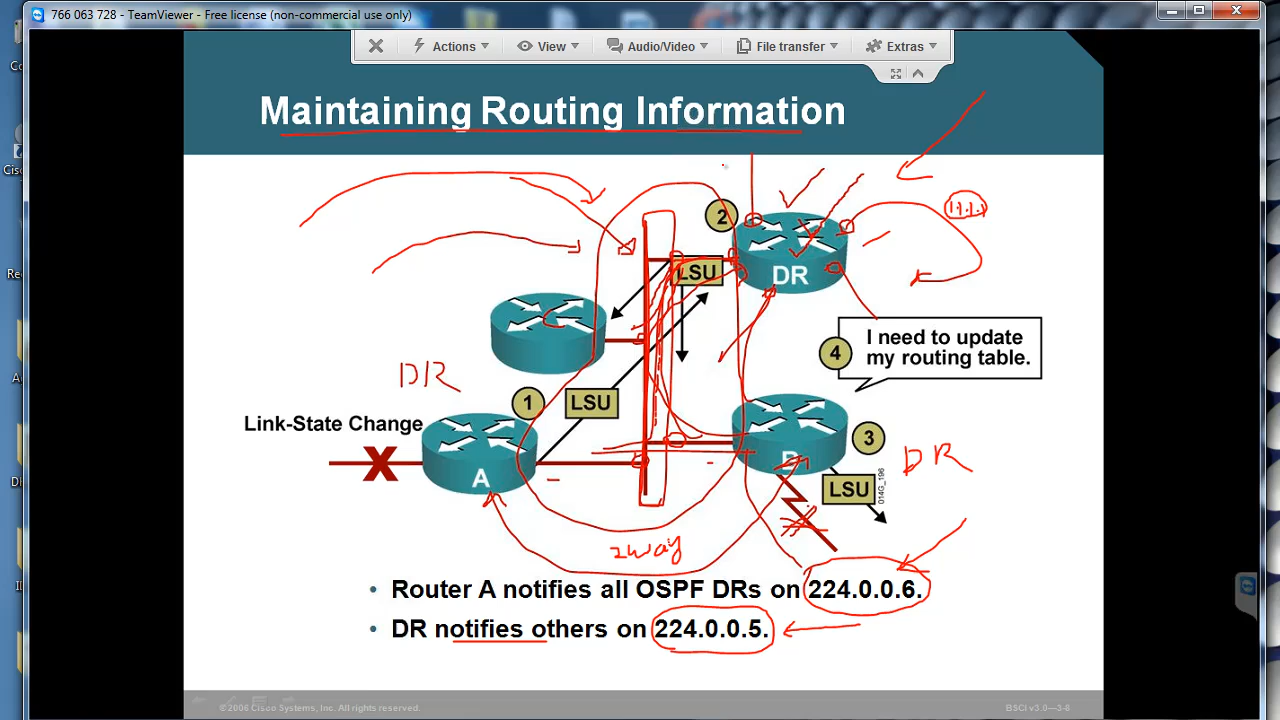 766 063 728 - TeamViewer - Free license (non-commercial use only)
Actions View Audio/Video File transfer Extras
Maintaining Routing Information
1.1.1.1
2
LSU
DR
4
I need to update
my routing table.
DR
1
LSU
Link-State Change
3
A
B
DR
LSU
014G_196
2way
• Router A notifies all OSPF DRs on 224.0.0.6.
• DR notifies others on 224.0.0.5.
© 2006 Cisco Systems, Inc. All rights reserved.
BSCI v3.0—3-8